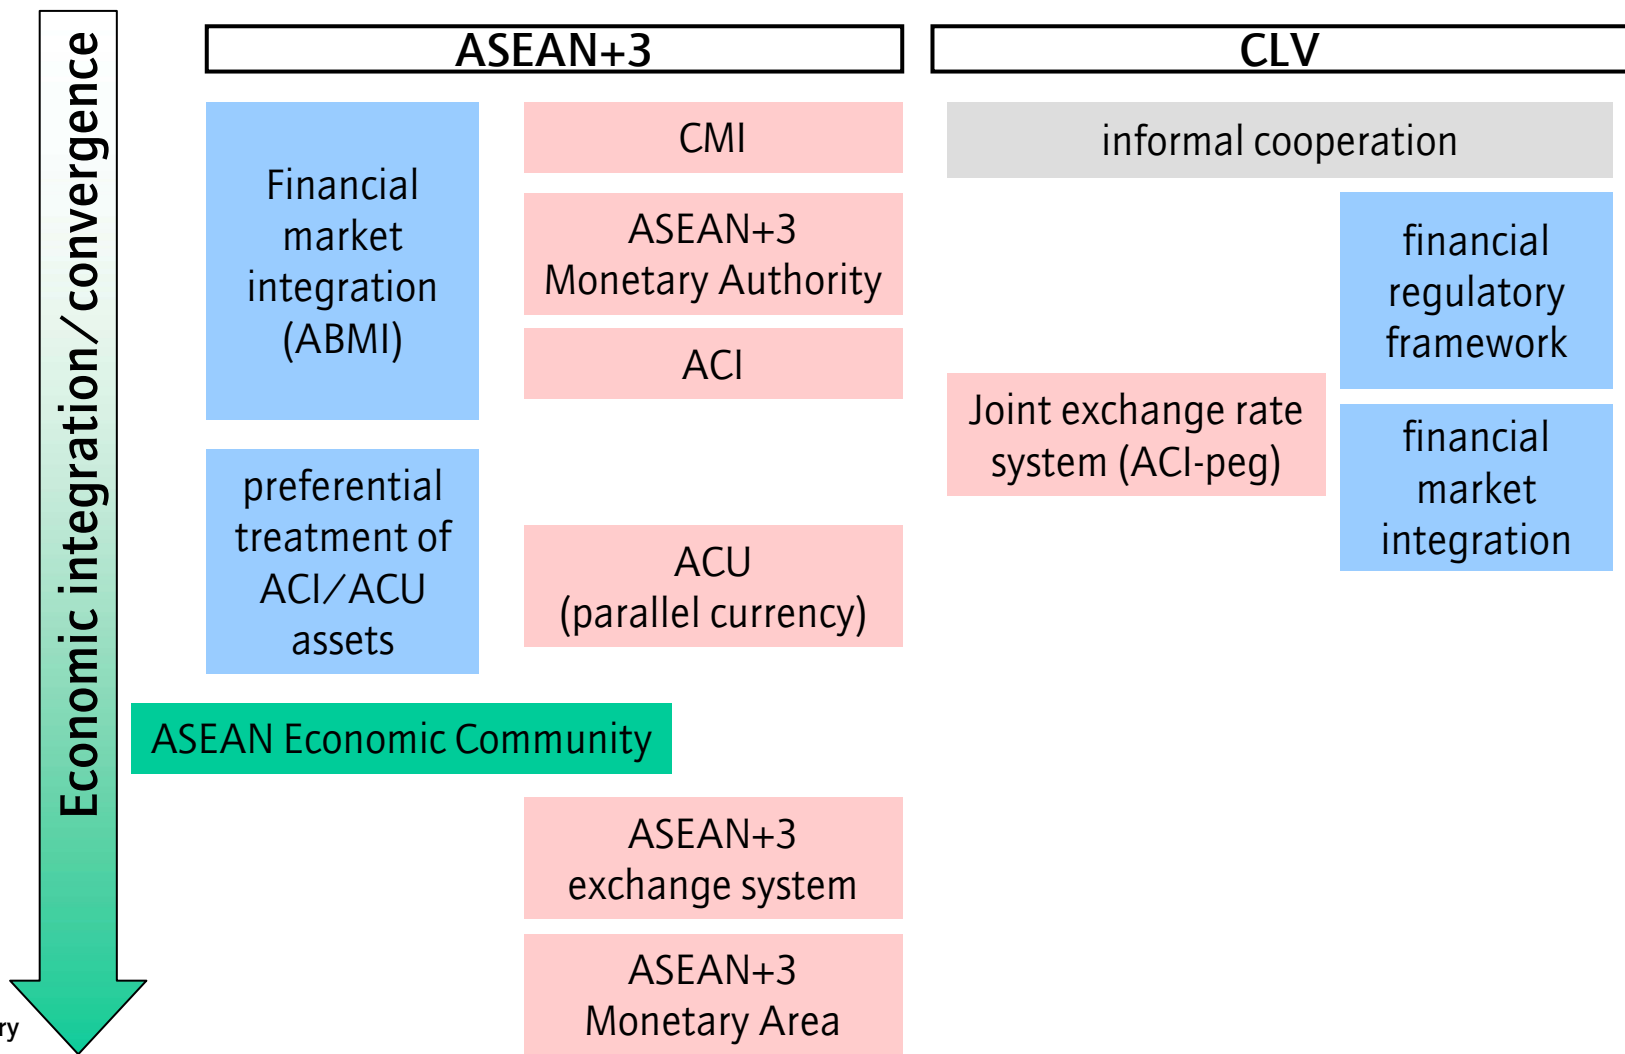 Economic integration/convergence
ASEAN+3
CLV
Financial
market
integration
(ABMI)
CMI
ASEAN+3
Monetary Authority
ACI
informal cooperation
financial
regulatory
framework
Joint exchange rate
system (ACI-peg)
financial
market
integration
preferential
treatment of
ACI/ACU
assets
ACU
(parallel currency)
ASEAN Economic Community
ASEAN+3
exchange system
ASEAN+3
Monetary Area
ry